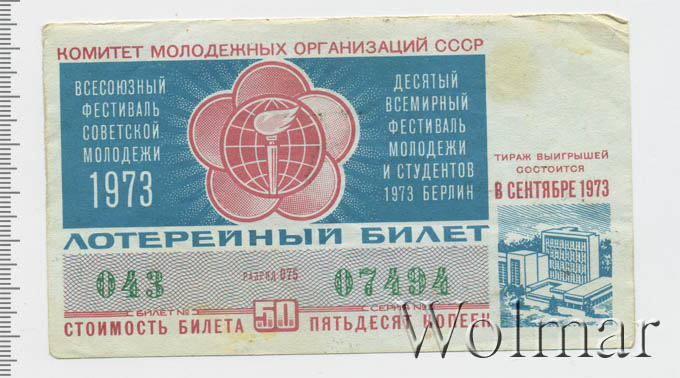 КОМИТЕТ МОЛОДЕЖНЫХ ОРГАНИЗАЦИЙ СССР
ВСЕСОЮЗНЫЙ
ФЕСТИВАЛЬ
СОВЕТСКОЙ
МОЛОДЕЖИ
1973
ДЕСЯТЫЙ
ВСЕМИРНЫЙ
ФЕСТИВАЛЬ
МОЛОДЕЖИ
И СТУДЕНТОВ
1973 БЕРЛИН
ТИРАЖ ВЫИГРЫШЕЙ
СОСТОИТСЯ
В СЕНТЯБРЕ 1973
ЛОТЕРЕЙНЫЙ БИЛЕТ
043 РАЗРЯД 075 07494
БИЛЕТ № 50 СЕРИЯ №
СТОИМОСТЬ БИЛЕТА ПЯТЬДЕСЯТ КОПЕЕК
Wolmar